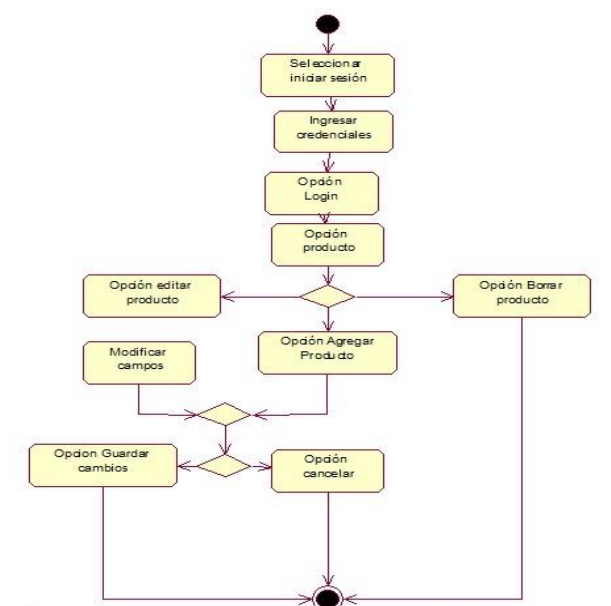 Seleccionar
iniciar sesión
Ingresar
credenciales
Opción
Login
Opción
producto
Opción editar
producto
Opción Borrar
producto
Opción Agregar
Producto
Modificar
campos
Opcion Guardar
cambios
Opción
cancelar